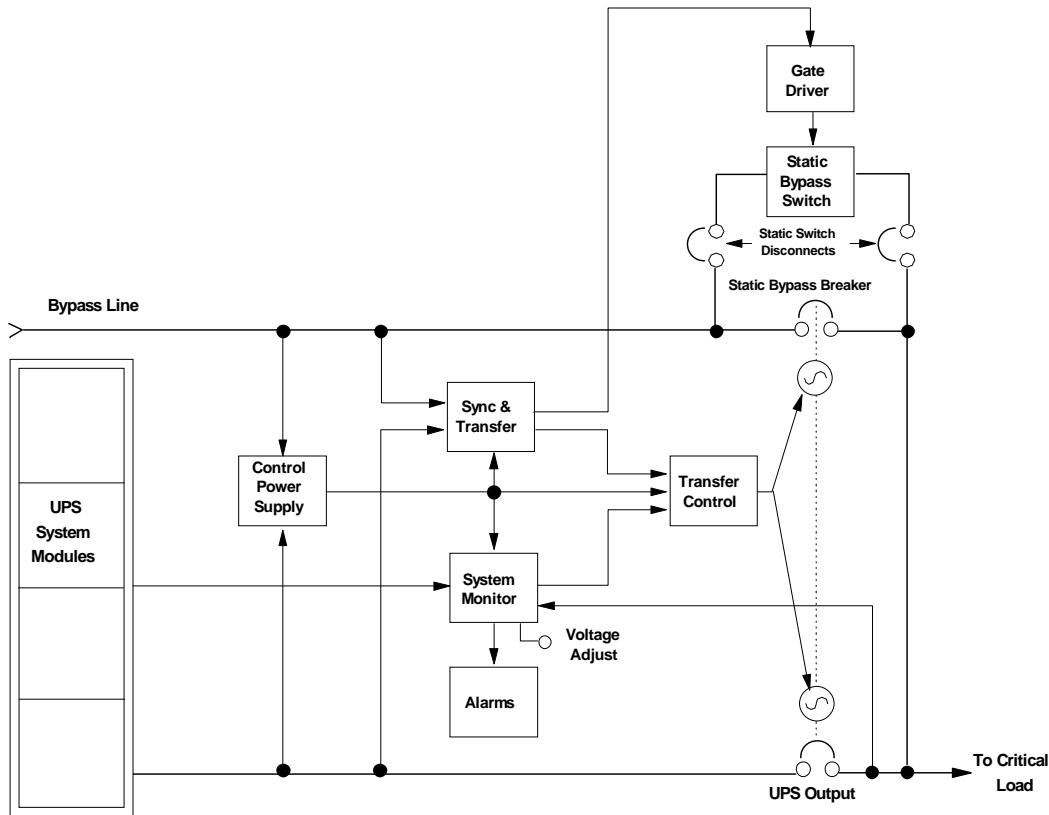 Gate
Driver
Static
Bypass
Switch
Static Switch
Disconnects
Static Bypass Breaker
Bypass Line
Sync &
Transfer
Control
Power
Supply
Transfer
Control
UPS
System
Modules
System
Monitor
Voltage
Adjust
Alarms
UPS Output
To Critical
Load